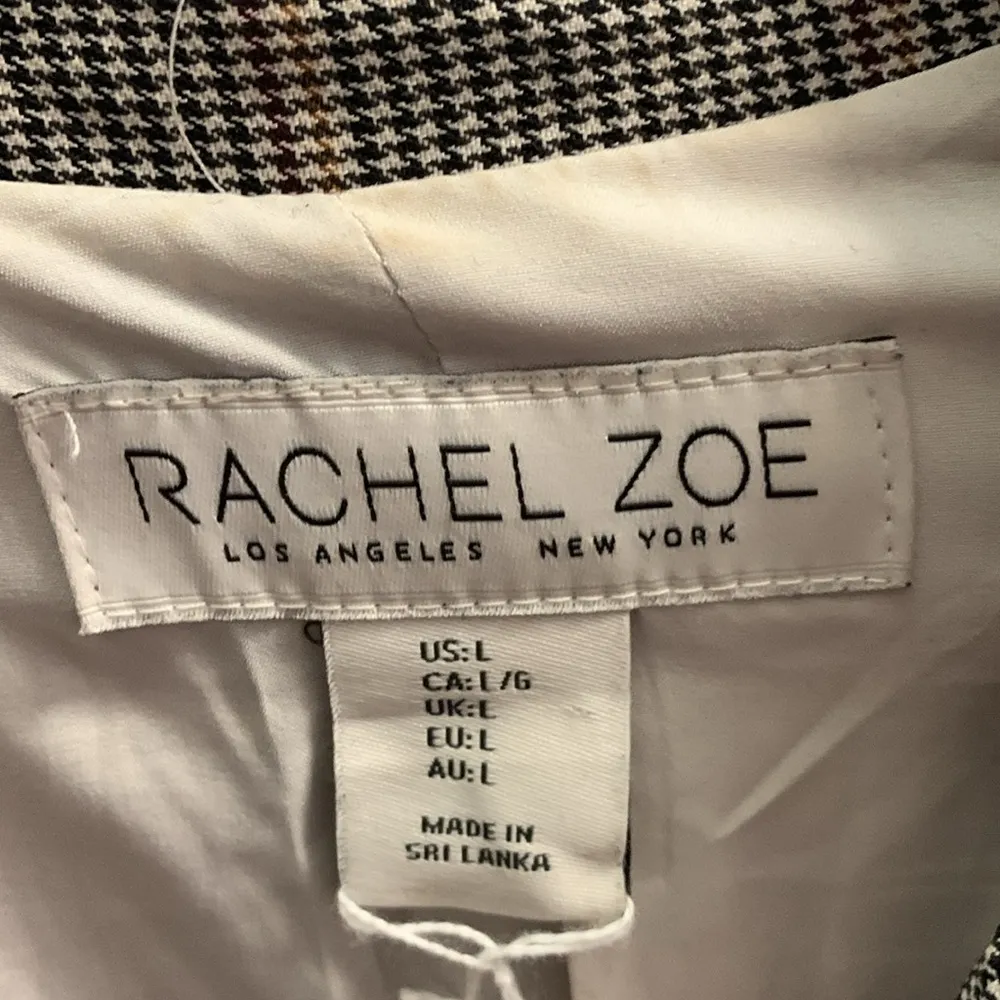 RACHEL ZOE
LOS ANGELES NEW YORK
US: L
CA: L/G
UK: L
EU: L
AU: L
MADE IN
SRI LANKA